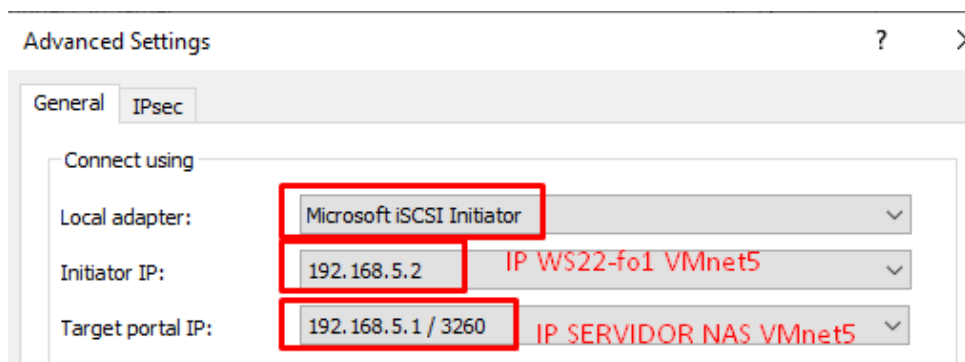 Advanced Settings ?
General IPsec
Connect using
Local adapter: Microsoft iSCSI Initiator
Initiator IP: 192.168.5.2 IP WS22-fo1 VMnet5
Target portal IP: 192.168.5.1 / 3260 IP SERVIDOR NAS VMnet5